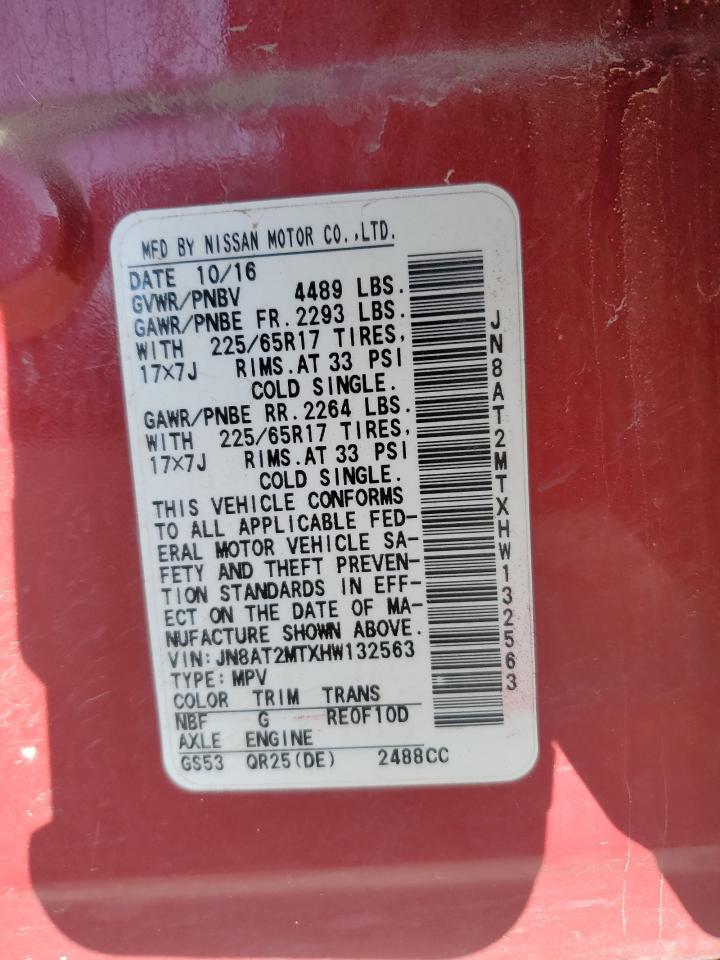 MFD BY NISSAN MOTOR CO.,LTD.
DATE 10/16
GVWR/PNBV 4489 LBS.
GAWR/PNBE FR. 2293 LBS.
WITH 225/65R17 TIRES,
17X7J RIMS.AT 33 PSI
COLD SINGLE.
GAWR/PNBE RR. 2264 LBS.
WITH 225/65R17 TIRES,
17X7J RIMS.AT 33 PSI
COLD SINGLE.
THIS VEHICLE CONFORMS
TO ALL APPLICABLE FED-
ERAL MOTOR VEHICLE SA-
FETY AND THEFT PREVEN-
TION STANDARDS IN EFF-
ECT ON THE DATE OF MA-
NUFACTURE SHOWN ABOVE.
VIN: JN8AT2MTXHW132563
TYPE: MPV
COLOR TRIM TRANS
NBF G RE0F10D
AXLE ENGINE
GS53 QR25(DE) 2488CC
JN8AT2MTXHW132563